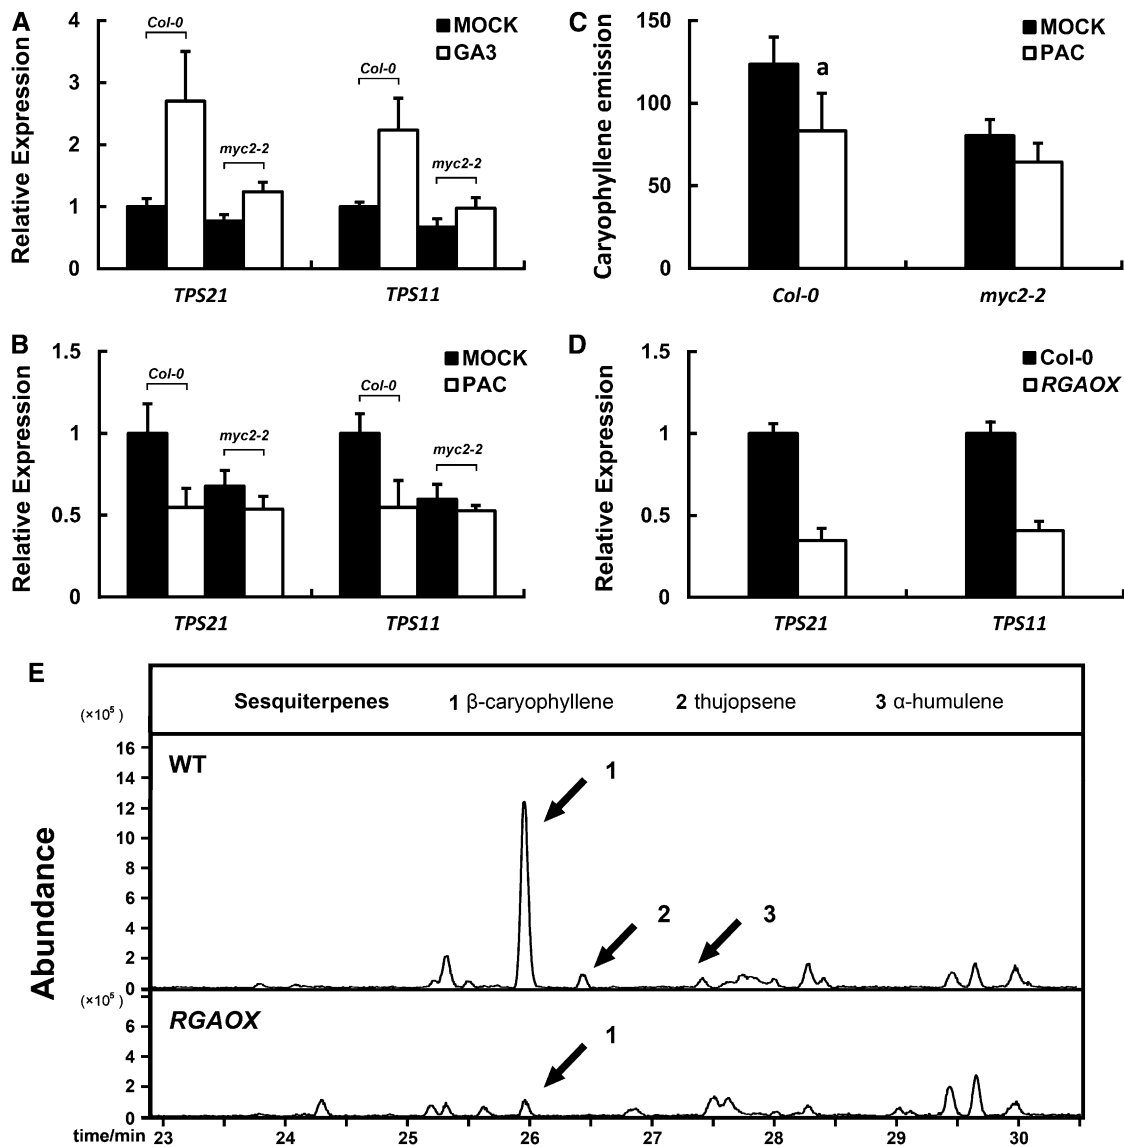 A
Relative Expression
4
3
2
1
0
MOCK
GA3
Col-0
myc2-2
Col-0
myc2-2
TPS21
TPS11
C
Caryophyllene emission
150
100
50
0
MOCK
PAC
a
Col-0
myc2-2
B
Relative Expression
1.5
1
0.5
0
MOCK
PAC
Col-0
myc2-2
Col-0
myc2-2
TPS21
TPS11
D
Relative Expression
1.5
1
0.5
0
Col-0
RGAOX
TPS21
TPS11
E
Sesquiterpenes 1 β-caryophyllene 2 thujopsene 3 α-humulene
(×10⁵)
Abundance
16
14
12
10
8
6
4
2
0
WT
1
2
3
(×10⁵)
6
4
2
0
RGAOX
1
time/min 23 24 25 26 27 28 29 30